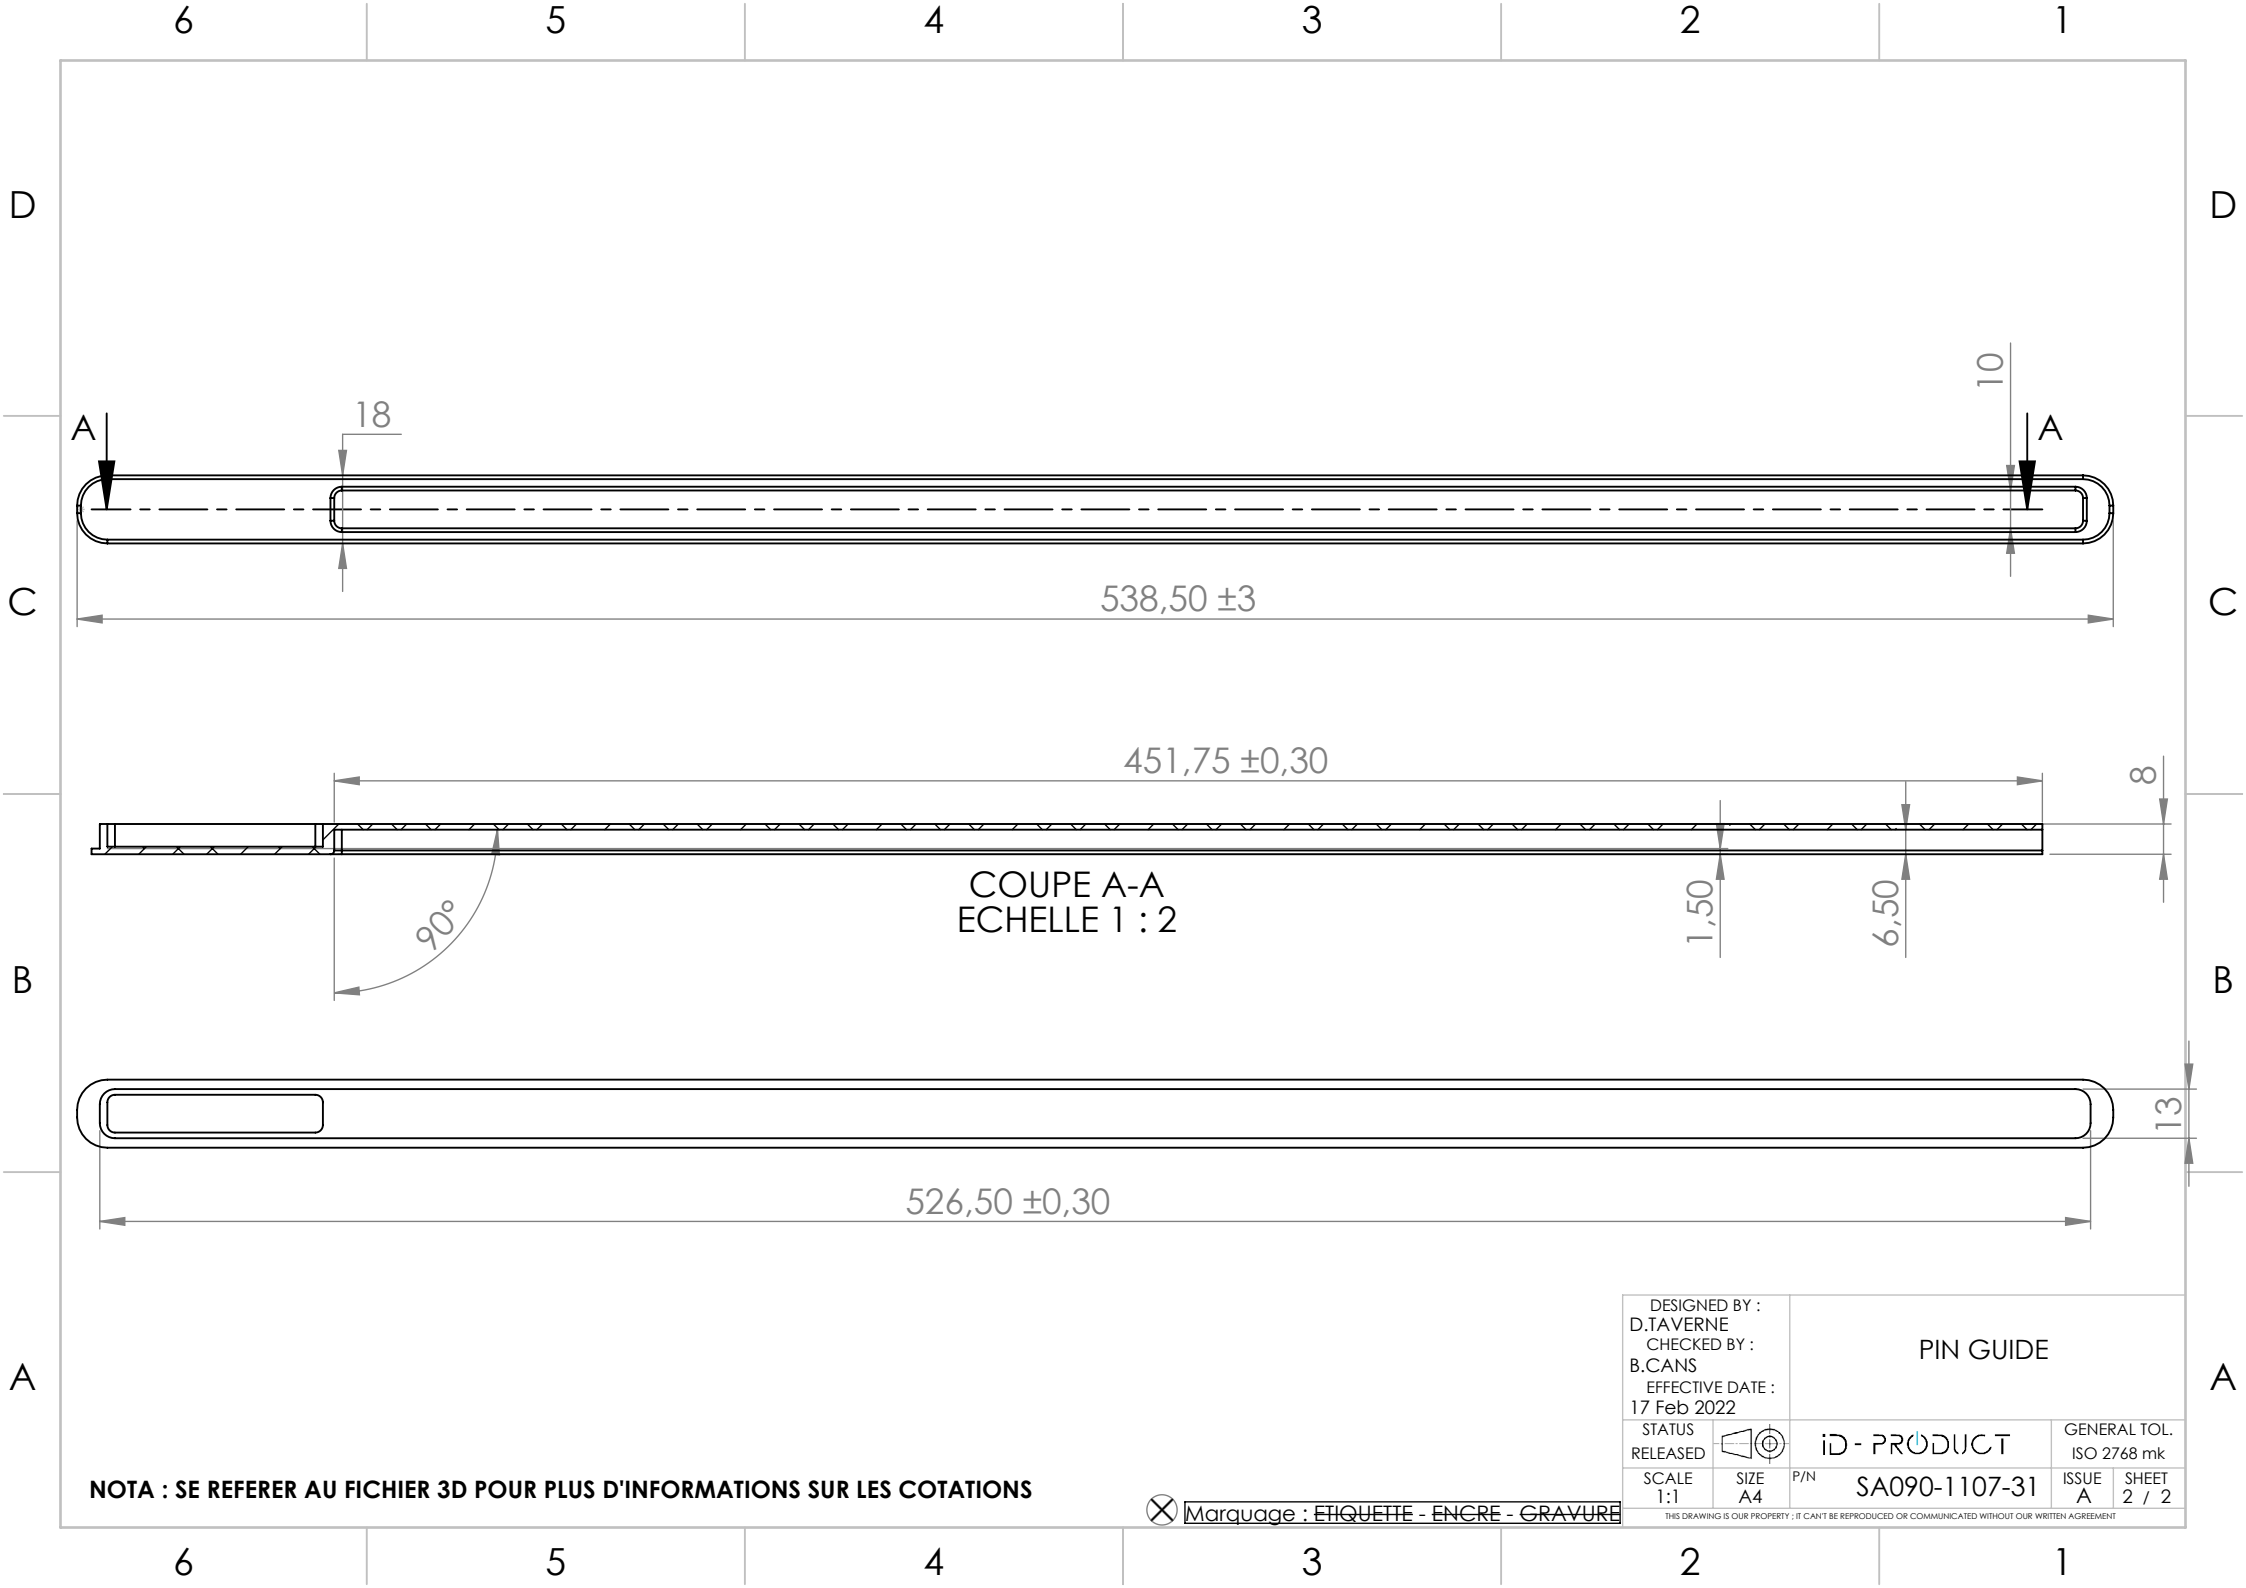 6 5 4 3 2 1
D D
10
18
A A
C C
538,50 ±3
451,75 ±0,30
8
COUPE A-A
ECHELLE 1 : 2
1,50
6,50
90°
B B
13
526,50 ±0,30
A A
DESIGNED BY :
D.TAVERNE
CHECKED BY :
B.CANS
EFFECTIVE DATE :
17 Feb 2022
PIN GUIDE
STATUS
RELEASED
iD - PRODUCT
GENERAL TOL.
ISO 2768 mk
SCALE
1:1
SIZE
A4
P/N
SA090-1107-31
ISSUE
A
SHEET
2 / 2
THIS DRAWING IS OUR PROPERTY ; IT CAN'T BE REPRODUCED OR COMMUNICATED WITHOUT OUR WRITTEN AGREEMENT
NOTA : SE REFERER AU FICHIER 3D POUR PLUS D'INFORMATIONS SUR LES COTATIONS
Marquage : ETIQUETTE - ENCRE - GRAVURE
6 5 4 3 2 1